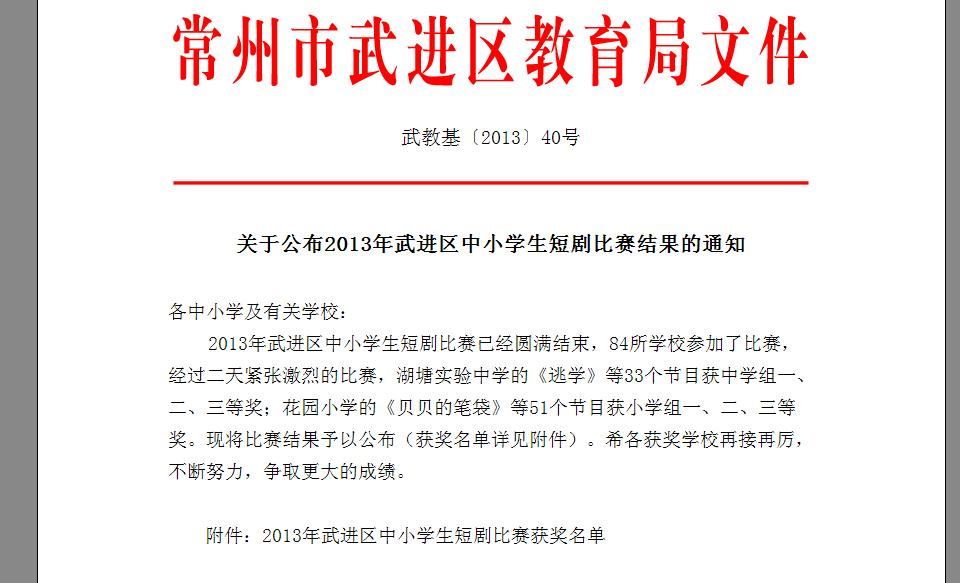 常州市武进区教育局文件
武教基〔2013〕40号
关于公布2013年武进区中小学生短剧比赛结果的通知
各中小学及有关学校：
2013年武进区中小学生短剧比赛已经圆满结束，84所学校参加了比赛，
经过二天紧张激烈的比赛，湖塘实验中学的《逃学》等33个节目获中学组一、
二、三等奖；花园小学的《贝贝的笔袋》等51个节目获小学组一、二、三等
奖。现将比赛结果予以公布（获奖名单详见附件）。希各获奖学校再接再厉，
不断努力，争取更大的成绩。
附件：2013年武进区中小学生短剧比赛获奖名单